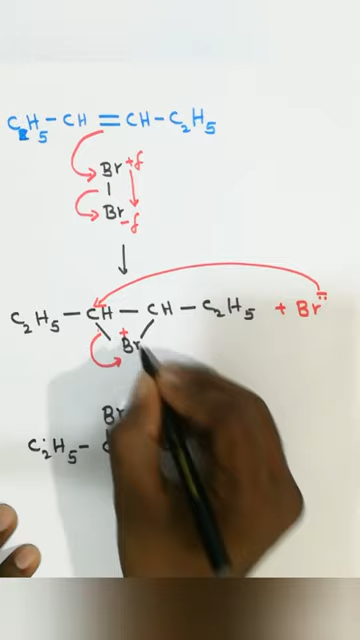 C₂H₅ – CH = CH – C₂H₅
Br +δ
|
Br –δ
↓
C₂H₅ – CH – CH – C₂H₅ + Br⁻
+
Br
Br
C₂H₅ – C